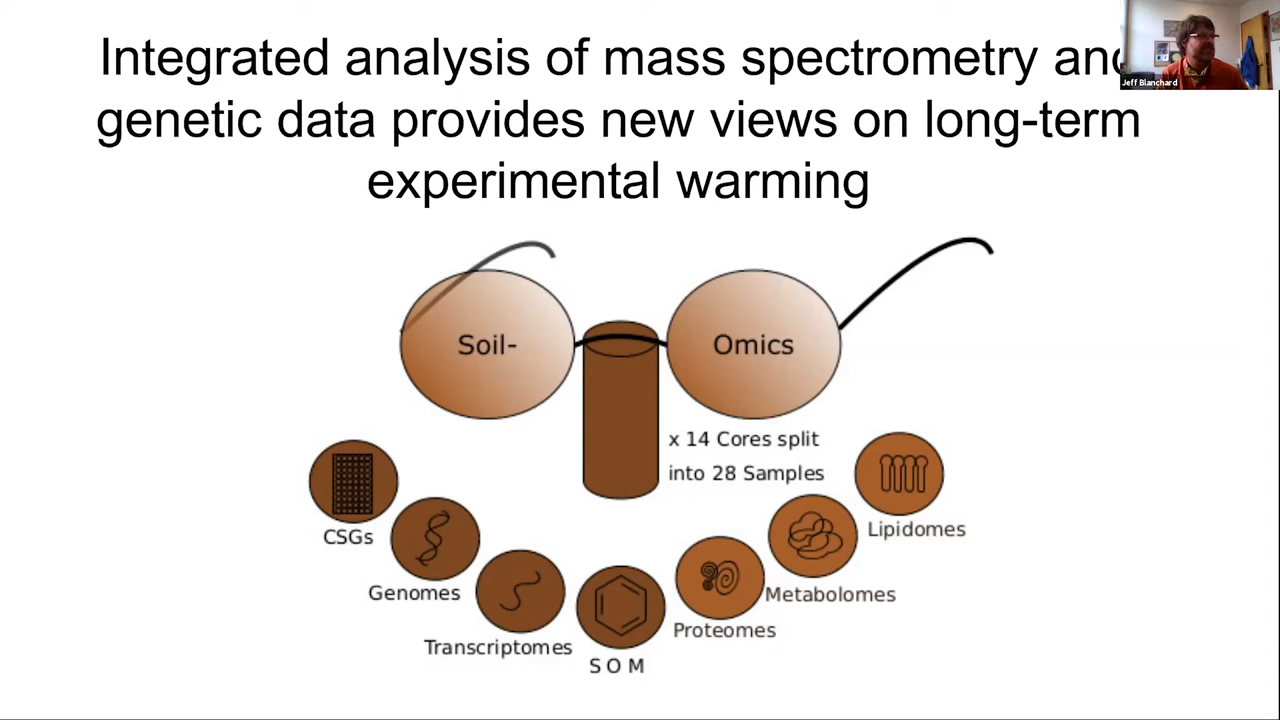 Integrated analysis of mass spectrometry and
genetic data provides new views on long-term
experimental warming
Jeff Blanchard
Soil-
Omics
x 14 Cores split
into 28 Samples
CSGs
Genomes
Transcriptomes
S O M
Proteomes
Metabolomes
Lipidomes